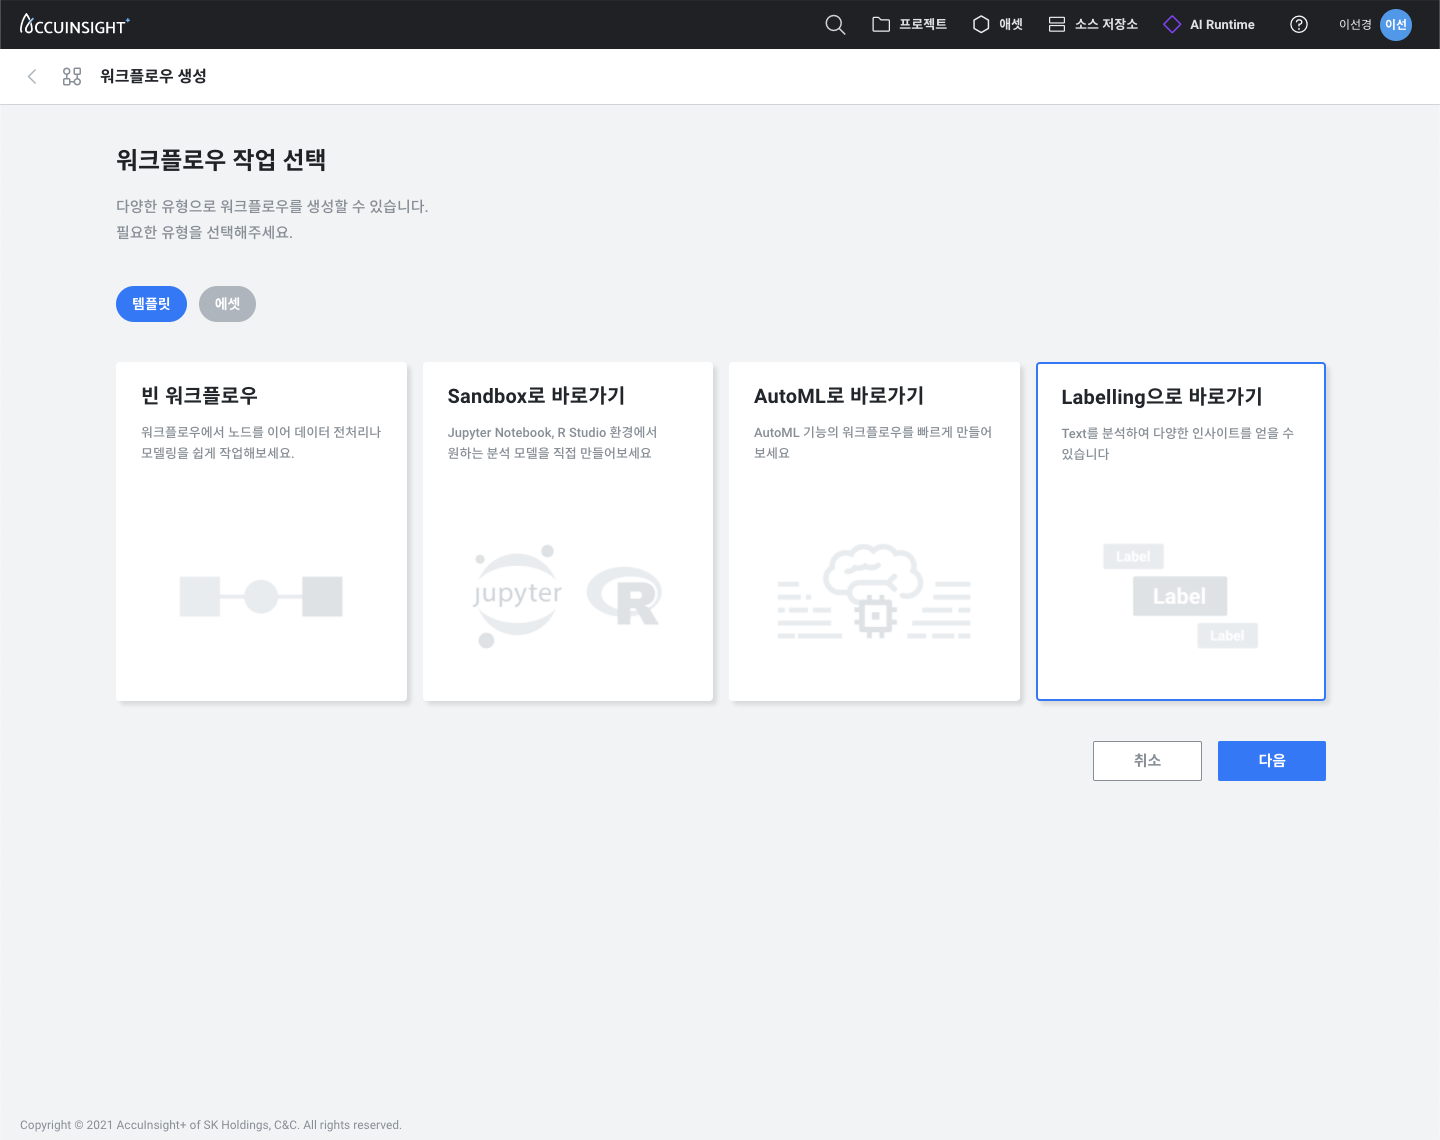 ACCUINSIGHT+
프로젝트
애셋
소스 저장소
AI Runtime
이선경
이선
워크플로우 생성
워크플로우 작업 선택
다양한 유형으로 워크플로우를 생성할 수 있습니다.
필요한 유형을 선택해주세요.
템플릿
에셋
빈 워크플로우
워크플로우에서 노드를 이어 데이터 전처리나
모델링을 쉽게 작업해보세요.
Sandbox로 바로가기
Jupyter Notebook, R Studio 환경에서
원하는 분석 모델을 직접 만들어보세요
jupyter
R
AutoML로 바로가기
AutoML 기능의 워크플로우를 빠르게 만들어
보세요
Labelling으로 바로가기
Text를 분석하여 다양한 인사이트를 얻을 수
있습니다
Label
Label
Label
취소
다음
Copyright © 2021 AccuInsight+ of SK Holdings, C&C. All rights reserved.